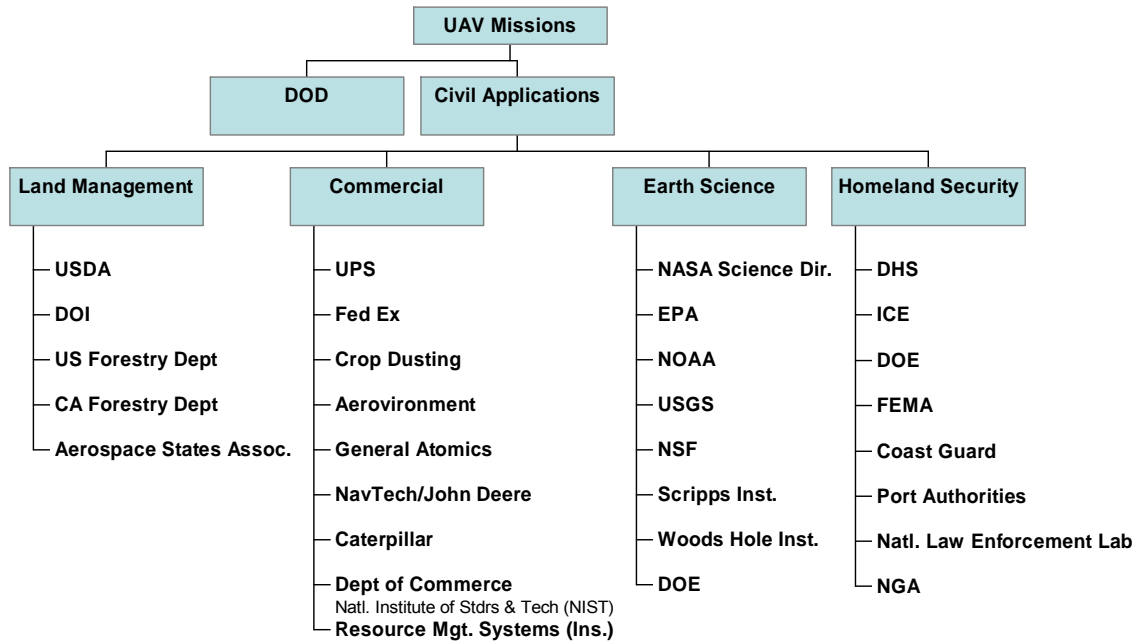 UAV Missions
DOD
Civil Applications
Land Management
Commercial
Earth Science
Homeland Security
USDA
DOI
US Forestry Dept
CA Forestry Dept
Aerospace States Assoc.
UPS
Fed Ex
Crop Dusting
Aerovironment
General Atomics
NavTech/John Deere
Caterpillar
Dept of Commerce
Natl. Institute of Stdrs & Tech (NIST)
Resource Mgt. Systems (Ins.)
NASA Science Dir.
EPA
NOAA
USGS
NSF
Scripps Inst.
Woods Hole Inst.
DOE
DHS
ICE
DOE
FEMA
Coast Guard
Port Authorities
Natl. Law Enforcement Lab
NGA